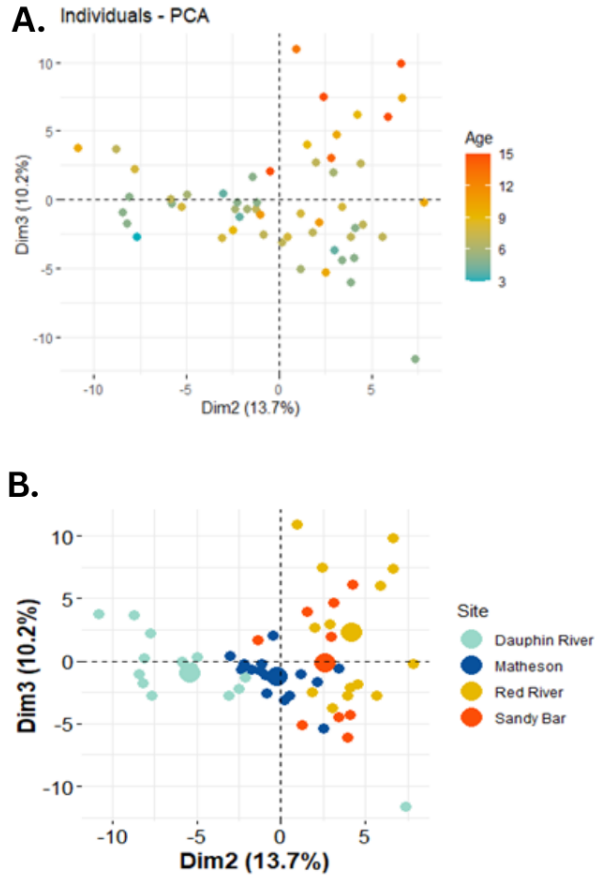 A.
Individuals - PCA
10
5
0
-5
-10
Dim3 (10.2%)
-10
-5
0
5
Dim2 (13.7%)
Age
15
12
9
6
3
B.
10
5
0
-5
-10
Dim3 (10.2%)
-10
-5
0
5
Dim2 (13.7%)
Site
Dauphin River
Matheson
Red River
Sandy Bar